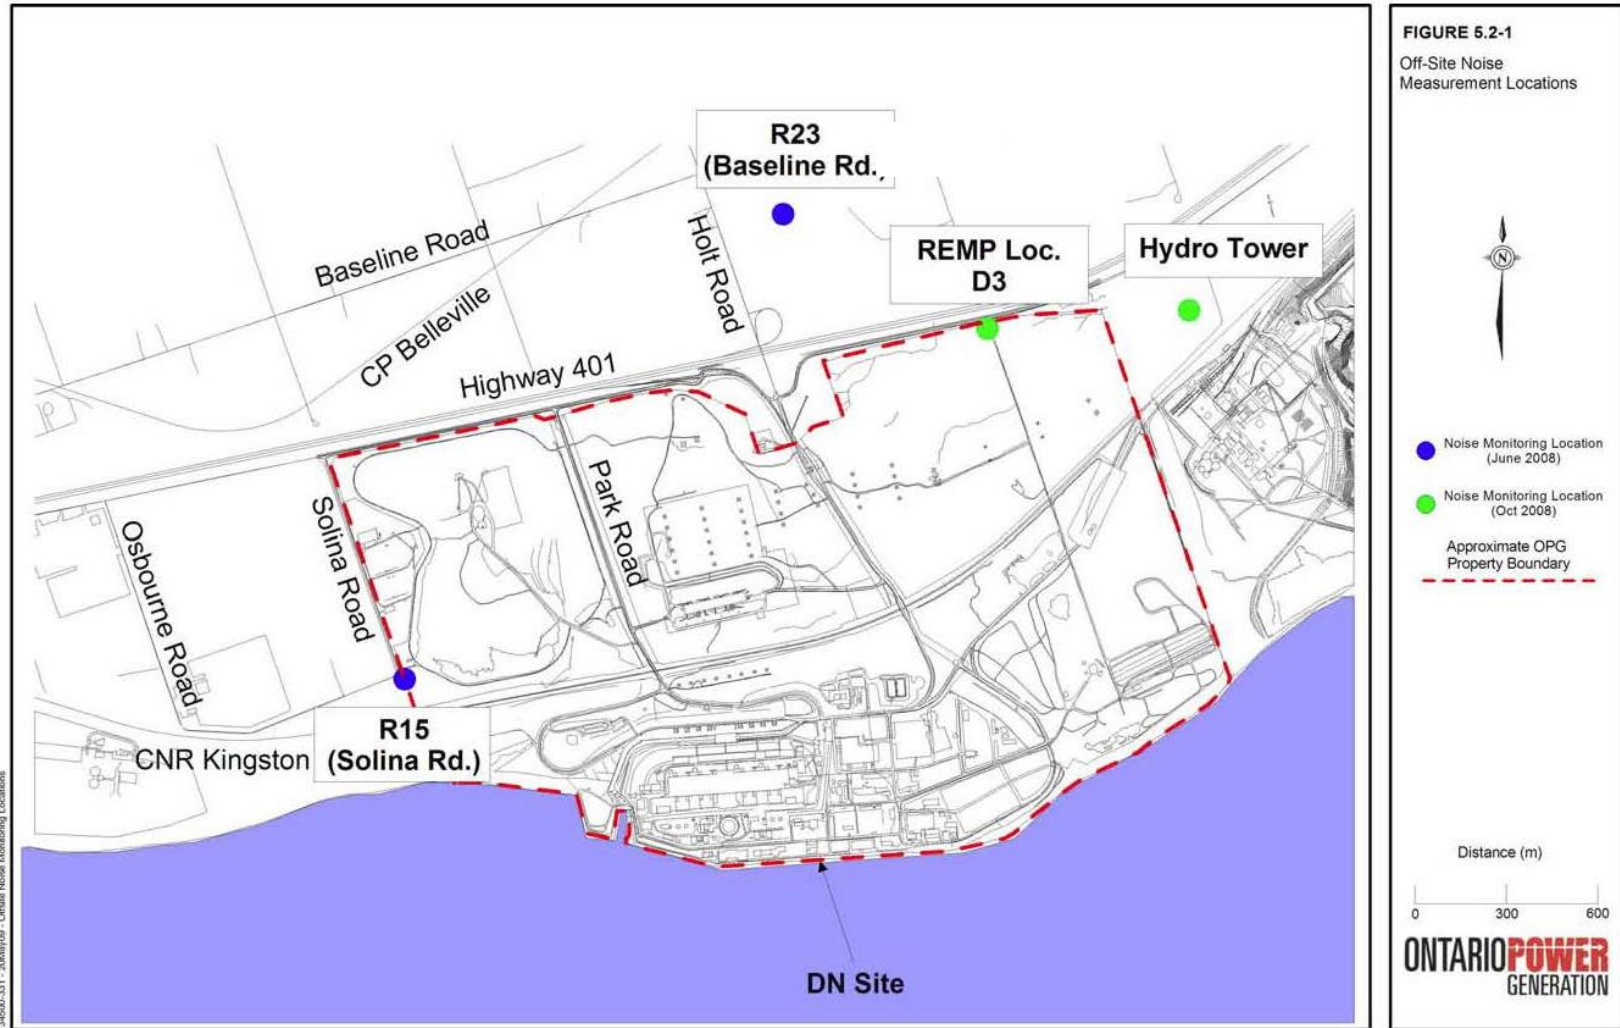 R23
(Baseline Rd.)
Baseline Road
Holt Road
REMP Loc.
D3
Hydro Tower
CP Belleville
Highway 401
Solina Road
Park Road
Osbourne Road
R15
(Solina Rd.)
CNR Kingston
DN Site
FIGURE 5.2-1
Off-Site Noise
Measurement Locations
N
Noise Monitoring Location
(June 2008)
Noise Monitoring Location
(Oct 2008)
Approximate OPG
Property Boundary
Distance (m)
0 300 600
ONTARIOPOWER
GENERATION